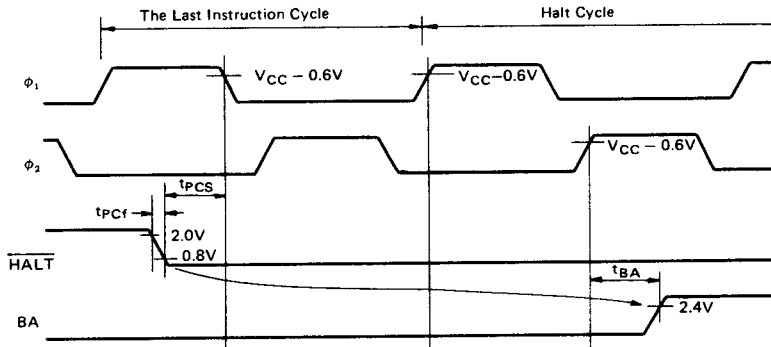 The Last Instruction Cycle
Halt Cycle
ϕ₁
VCC – 0.6V
VCC–0.6V
ϕ₂
VCC – 0.6V
tPCS
tPCf
2.0V
0.8V
HALT
tBA
BA
2.4V